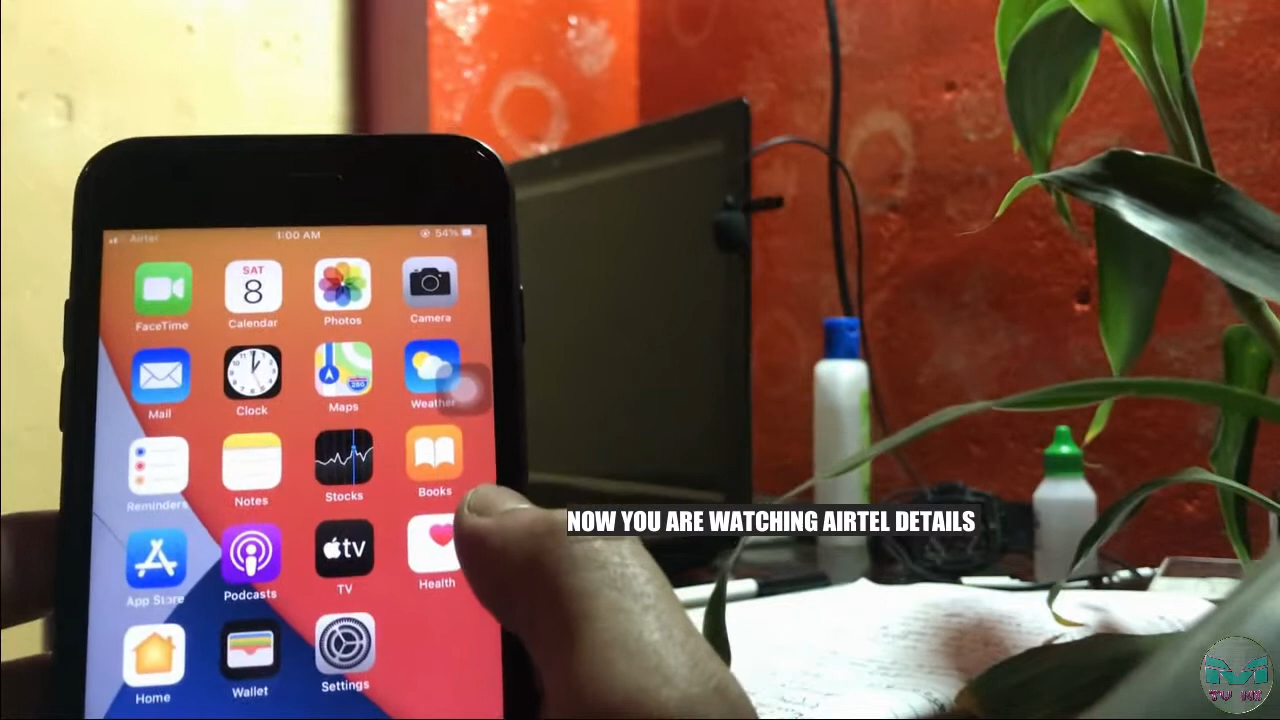 Airtel
1:00 AM
54%
SAT
8
FaceTime
Calendar
Photos
Camera
280
Mail
Clock
Maps
Weather
Reminders
Notes
Stocks
Books
tv
App Store
Podcasts
TV
Health
Home
Wallet
Settings
NOW YOU ARE WATCHING AIRTEL DETAILS